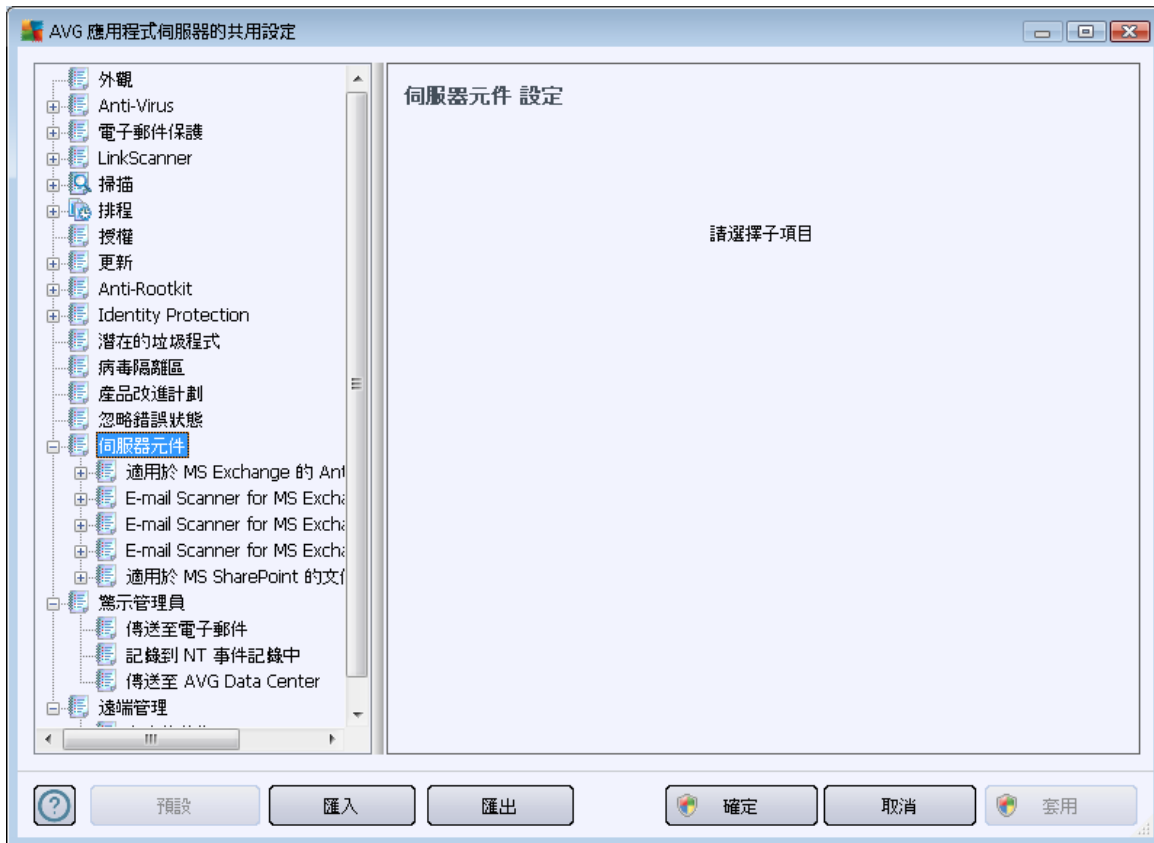 AVG 應用程式伺服器的共用設定
外觀
Anti-Virus
電子郵件保護
LinkScanner
掃描
排程
授權
更新
Anti-Rootkit
Identity Protection
潛在的垃圾程式
病毒隔離區
產品改進計劃
忽略錯誤狀態
伺服器元件
適用於 MS Exchange 的 Ant
E-mail Scanner for MS Excha
E-mail Scanner for MS Excha
E-mail Scanner for MS Excha
適用於 MS SharePoint 的文
警示管理員
傳送至電子郵件
記錄到 NT 事件記錄中
傳送至 AVG Data Center
遠端管理
伺服器元件 設定
請選擇子項目
預設
匯入
匯出
確定
取消
套用